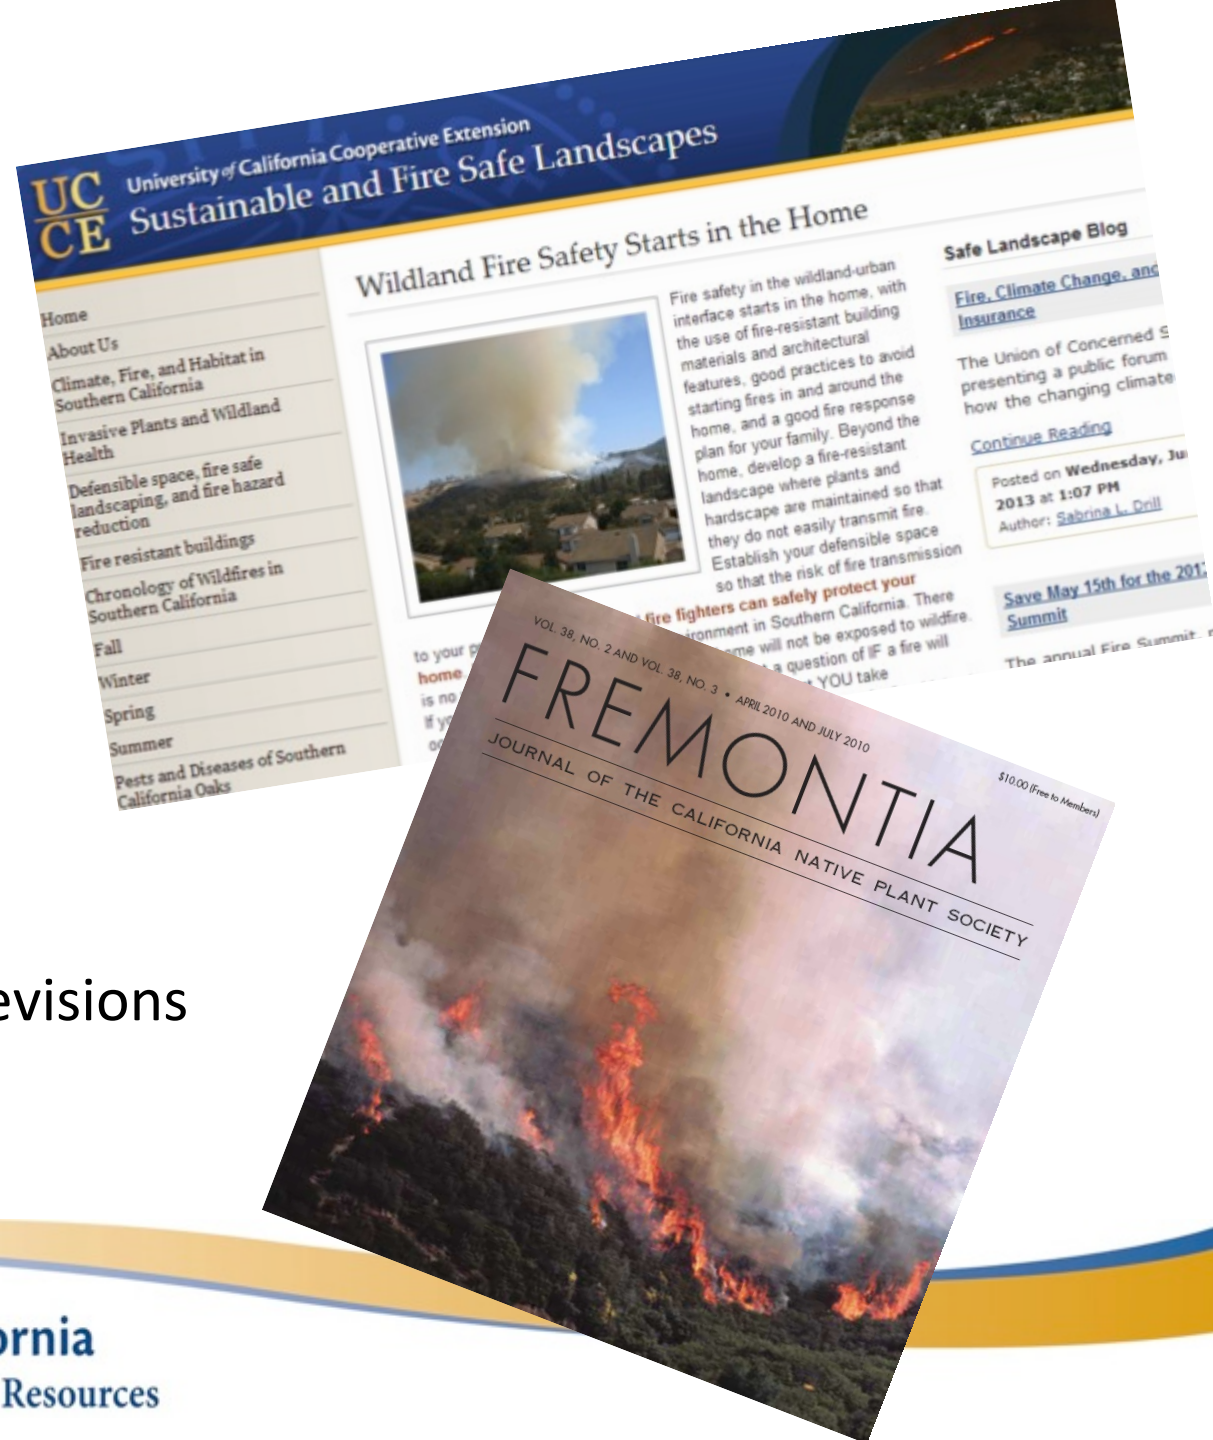 UC
CE
University of California Cooperative Extension
Sustainable and Fire Safe Landscapes
Home
About Us
Climate, Fire, and Habitat in
Southern California
Invasive Plants and Wildland
Health
Defensible space, fire safe
landscaping, and fire hazard
reduction
Fire resistant buildings
Chronology of Wildfires in
Southern California
Fall
Winter
Spring
Summer
Pests and Diseases of Southern
California Oaks
Wildland Fire Safety Starts in the Home
Fire safety in the wildland-urban
interface starts in the home, with
the use of fire-resistant building
materials and architectural
features, good practices to avoid
starting fires in and around the
home, and a good fire response
plan for your family. Beyond the
home, develop a fire-resistant
landscape where plants and
hardscape are maintained so that
they do not easily transmit fire.
Establish your defensible space
so that the risk of fire transmission
to your
fire fighters can safely protect your
home.
in Southern California. There
is no
will not be exposed to wildfire.
a question of IF a fire will
YOU take
Safe Landscape Blog
Fire, Climate Change, and
Insurance
The Union of Concerned
presenting a public forum
how the changing climate
Continue Reading
Posted on Wednesday,
2013 at 1:07 PM
Author: Sabrina L. Drill
Save May 15th for the
Summit
The annual Fire Summit,
VOL. 38, NO. 2 AND VOL. 38, NO. 3 • APRIL 2010 AND JULY 2010
$10.00 (Free to Members)
FREMONTIA
JOURNAL OF THE CALIFORNIA NATIVE PLANT SOCIETY
evisions
ornia
Resources